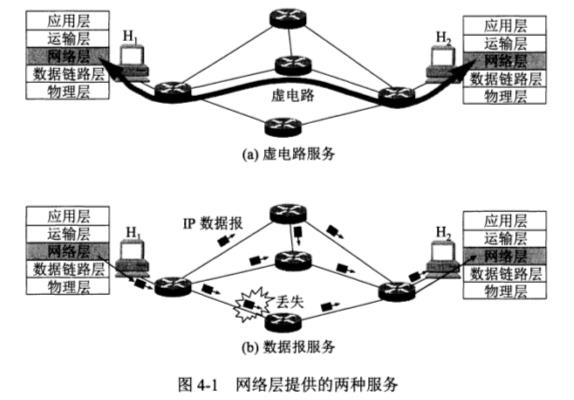 应用层
运输层
网络层
数据链路层
物理层
H₁
虚电路
H₂
应用层
运输层
网络层
数据链路层
物理层
(a) 虚电路服务
应用层
运输层
网络层
数据链路层
物理层
H₁
IP 数据报
丢失
H₂
应用层
运输层
网络层
数据链路层
物理层
(b) 数据报服务
图 4-1 网络层提供的两种服务